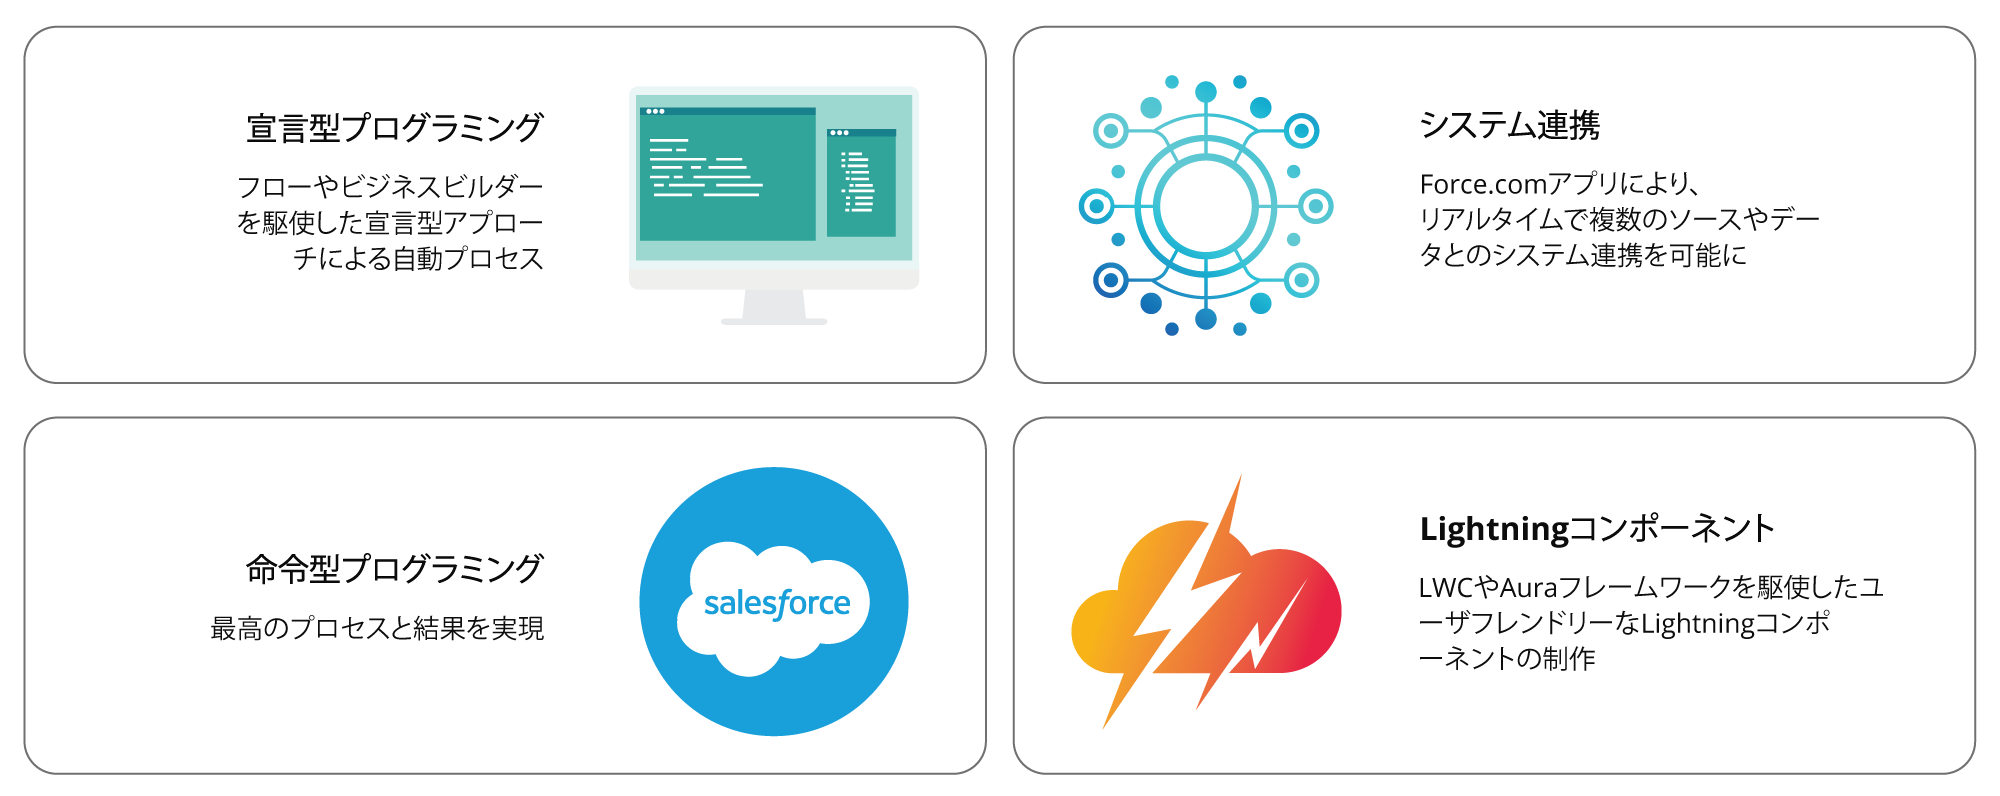 宣言型プログラミング
フローやビジネスビルダー
を駆使した宣言型アプロー
チによる自動プロセス
システム連携
Force.comアプリにより、
リアルタイムで複数のソースやデー
タとのシステム連携を可能に
命令型プログラミング
最高のプロセスと結果を実現
salesforce
Lightningコンポーネント
LWCやAuraフレームワークを駆使したユ
ーザフレンドリーなLightningコンポ
ーネントの制作